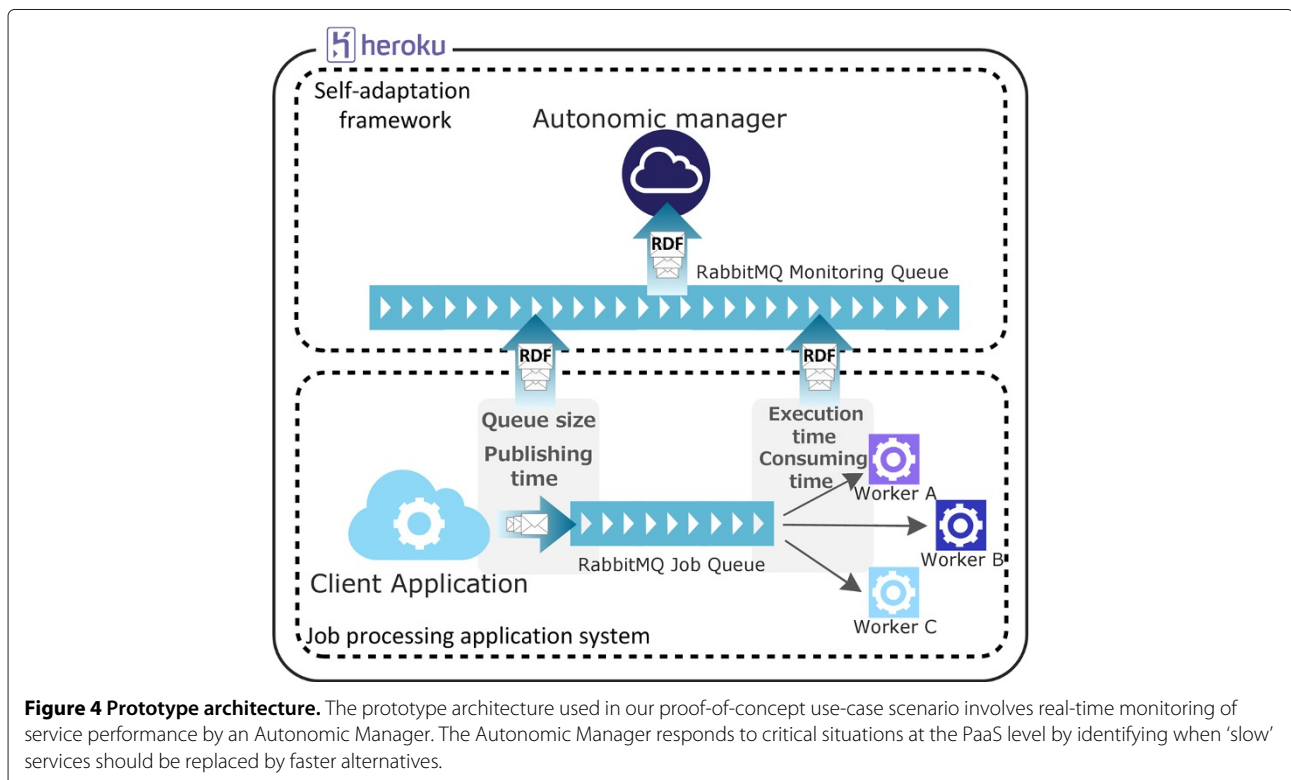 heroku
Self-adaptation
framework
Autonomic manager
RDF
RabbitMQ Monitoring Queue
RDF
RDF
Queue size
Publishing
time
Execution
time
Consuming
time
Worker A
Worker B
Worker C
RabbitMQ Job Queue
Client Application
Job processing application system
Figure 4 Prototype architecture. The prototype architecture used in our proof-of-concept use-case scenario involves real-time monitoring of
service performance by an Autonomic Manager. The Autonomic Manager responds to critical situations at the PaaS level by identifying when ‘slow’
services should be replaced by faster alternatives.